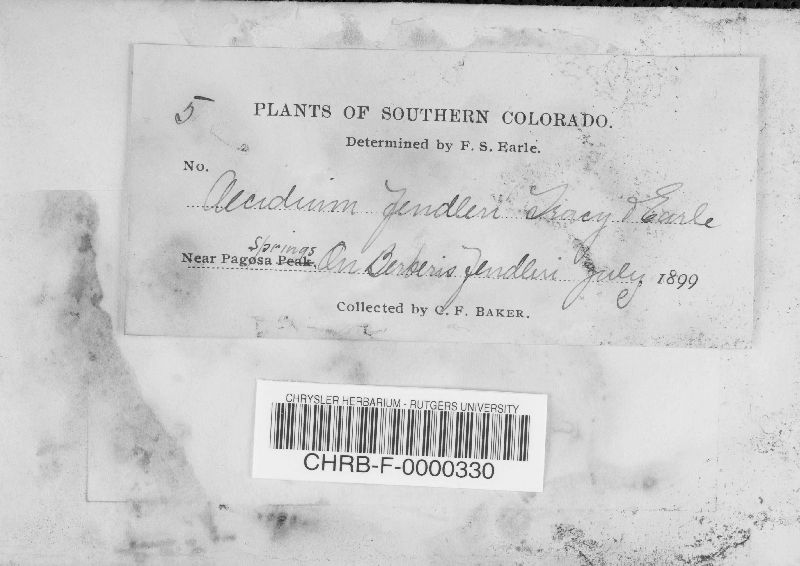 5
PLANTS OF SOUTHERN COLORADO.
Determined by F. S. Earle.
No.
Aecidium Fendleri Tracy & Earle
Springs
Near Pagosa Peak. On Berberis Fendleri July, 1899
Collected by C. F. BAKER.
CHRYSLER HERBARIUM - RUTGERS UNIVERSITY
CHRB-F-0000330